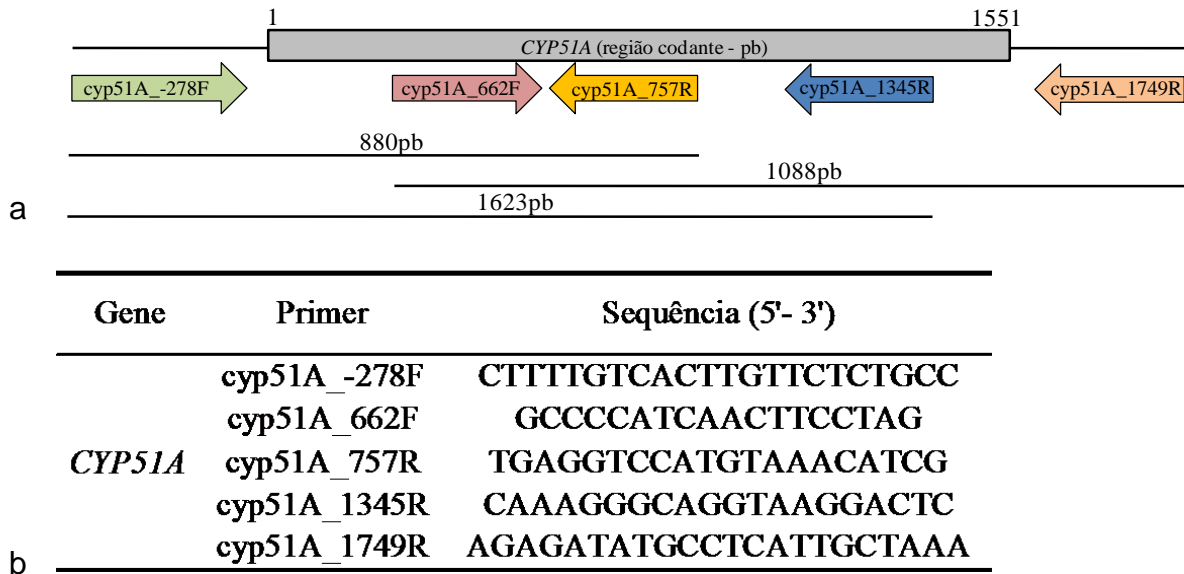 1 1551
CYP51A (região codante - pb)
cyp51A_-278F cyp51A_662F cyp51A_757R cyp51A_1345R cyp51A_1749R
880pb
1088pb
a
1623pb
Gene Primer Sequência (5'- 3')
cyp51A_-278F CTTTTGTCACTTGTTCTCTGCC
cyp51A_662F GCCCCATCAACTTCCTAG
CYP51A cyp51A_757R TGAGGTCCATGTAAACATCG
cyp51A_1345R CAAAGGGCAGGTAAGGACTC
cyp51A_1749R AGAGATATGCCTCATTGCTAAA
b